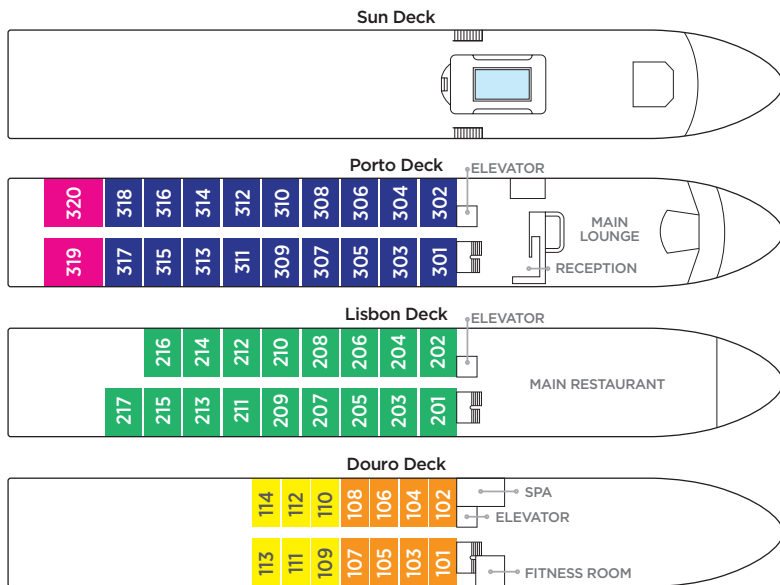 Sun Deck
Porto Deck
ELEVATOR
320 318 316 314 312 310 308 306 304 302
MAIN
LOUNGE
319 317 315 313 311 309 307 305 303 301
RECEPTION
Lisbon Deck
ELEVATOR
216 214 212 210 208 206 204 202
MAIN RESTAURANT
217 215 213 211 209 207 205 203 201
Douro Deck
114 112 110 108 106 104 102
SPA
ELEVATOR
113 111 109 107 105 103 101
FITNESS ROOM